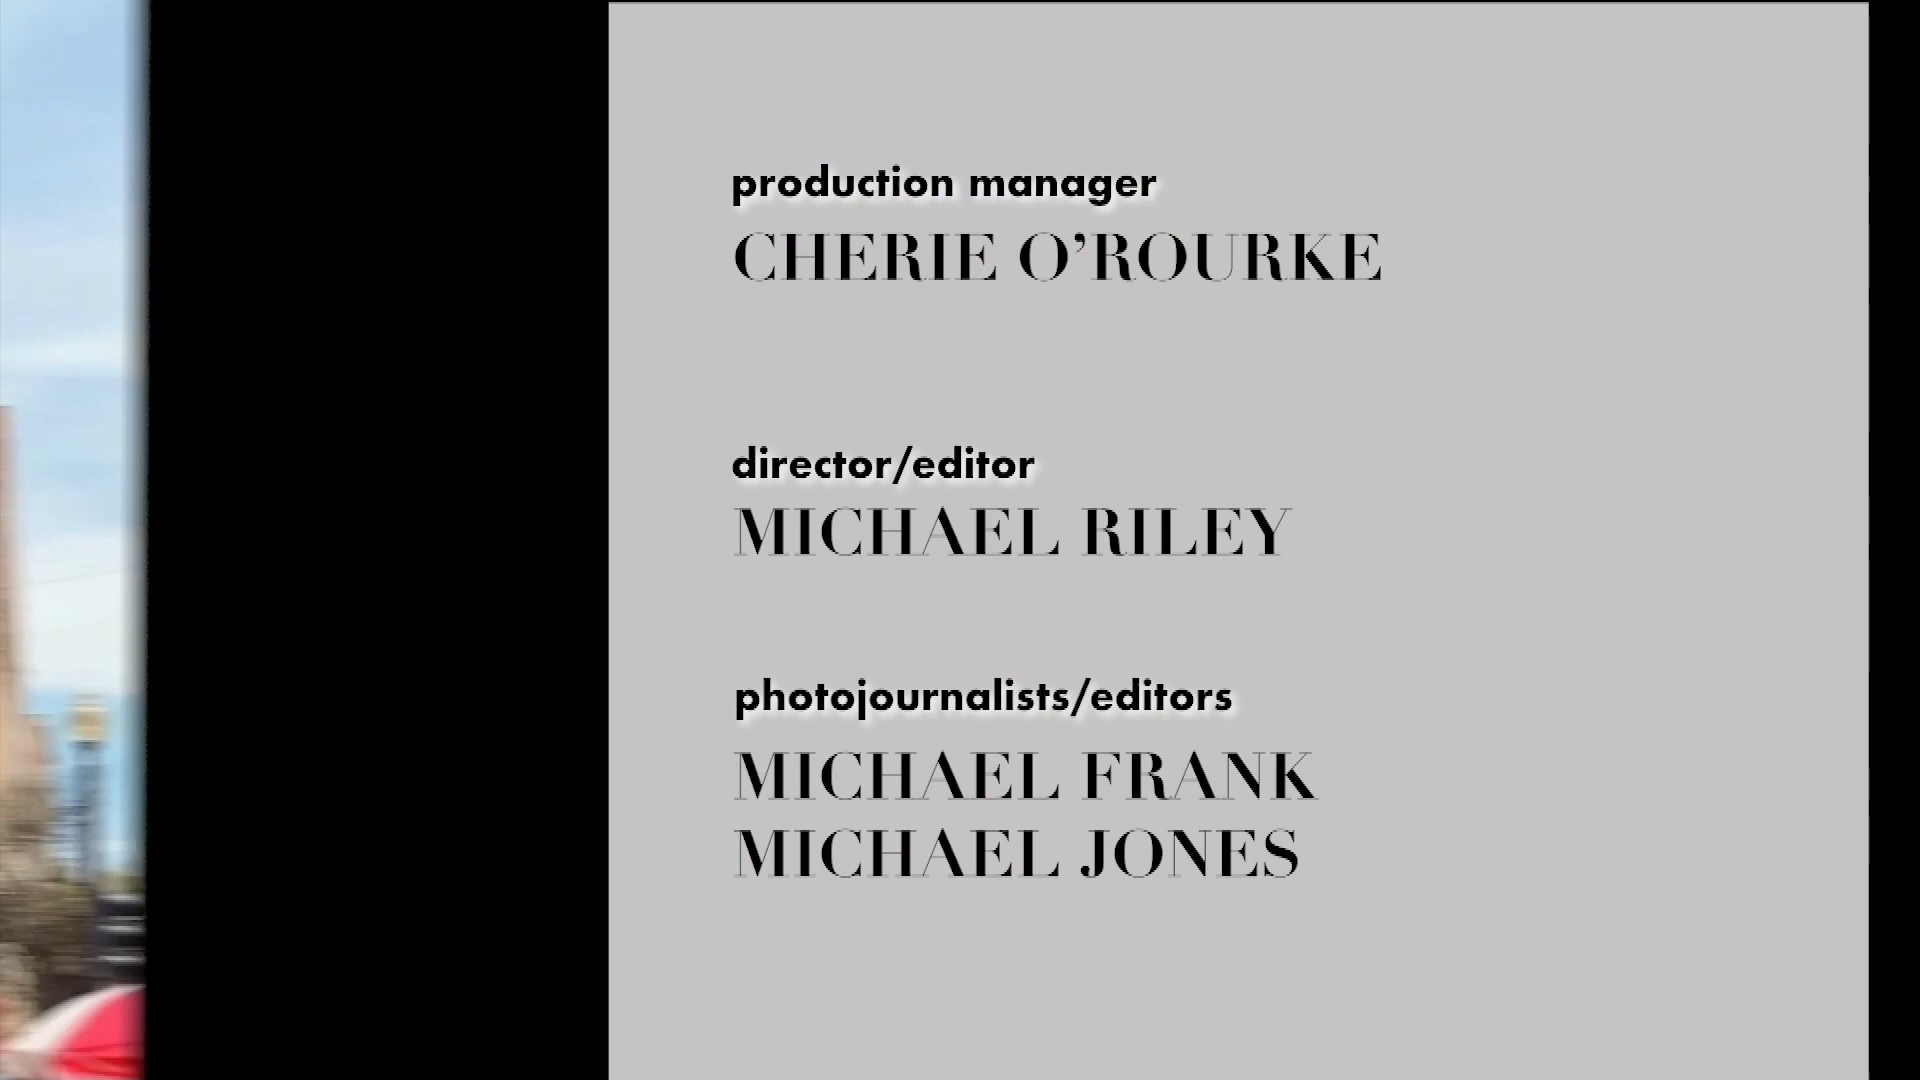 production manager
CHERIE O’ROURKE
director/editor
MICHAEL RILEY
photojournalists/editors
MICHAEL FRANK
MICHAEL JONES